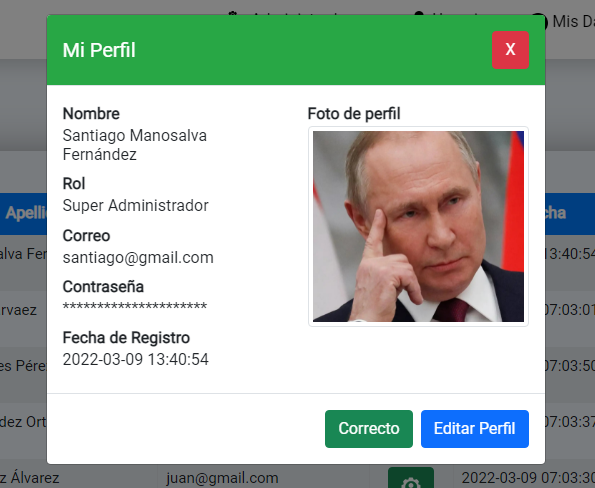 Mis Da
Mi Perfil
X
Nombre
Santiago Manosalva
Fernández
Rol
Super Administrador
Correo
santiago@gmail.com
Contraseña
*********************
Fecha de Registro
2022-03-09 13:40:54
Foto de perfil
Correcto
Editar Perfil
Apelli
cha
alva Fer
13:40:54
rvaez
07:03:01
es Pére
07:03:50
dez Ort
07:03:37
z Álvarez
juan@gmail.com
2022-03-09 07:03:30